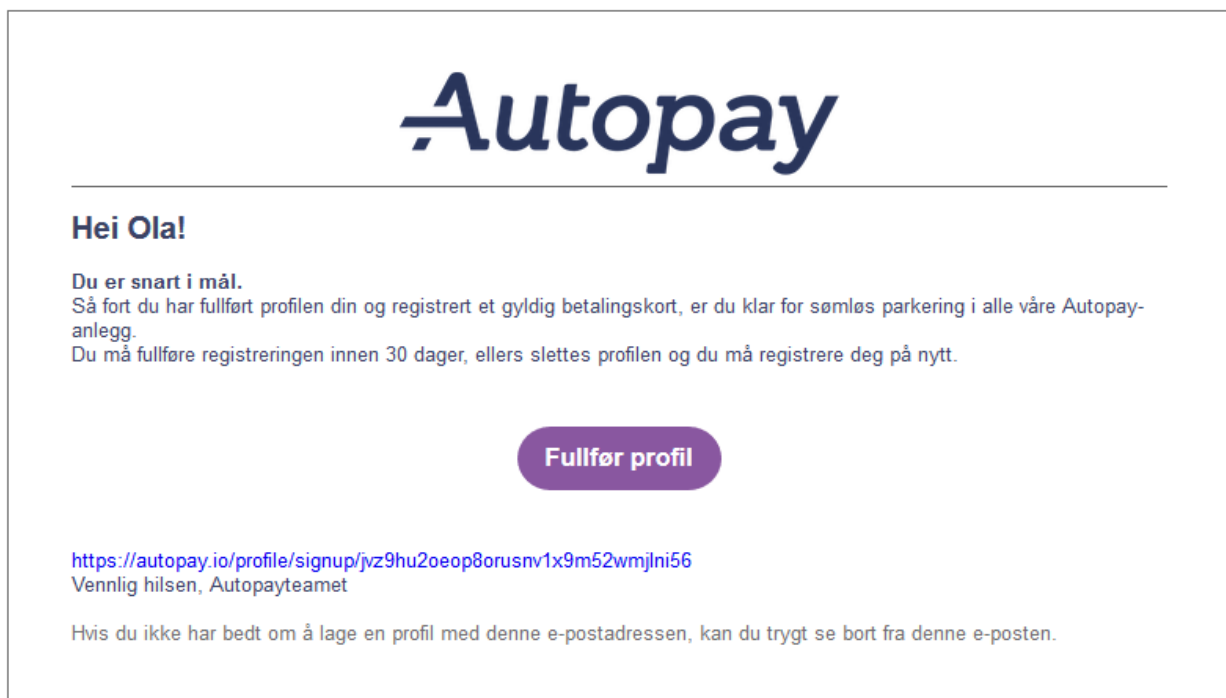 Autopay
Hei Ola!
Du er snart i mål.
Så fort du har fullført profilen din og registrert et gyldig betalingskort, er du klar for sømløs parkering i alle våre Autopay-
anlegg.
Du må fullføre registreringen innen 30 dager, ellers slettes profilen og du må registrere deg på nytt.
Fullfør profil
https://autopay.io/profile/signup/jvz9hu2oeop8orusnv1x9m52wmjlni56
Vennlig hilsen, Autopayteamet
Hvis du ikke har bedt om å lage en profil med denne e-postadressen, kan du trygt se bort fra denne e-posten.